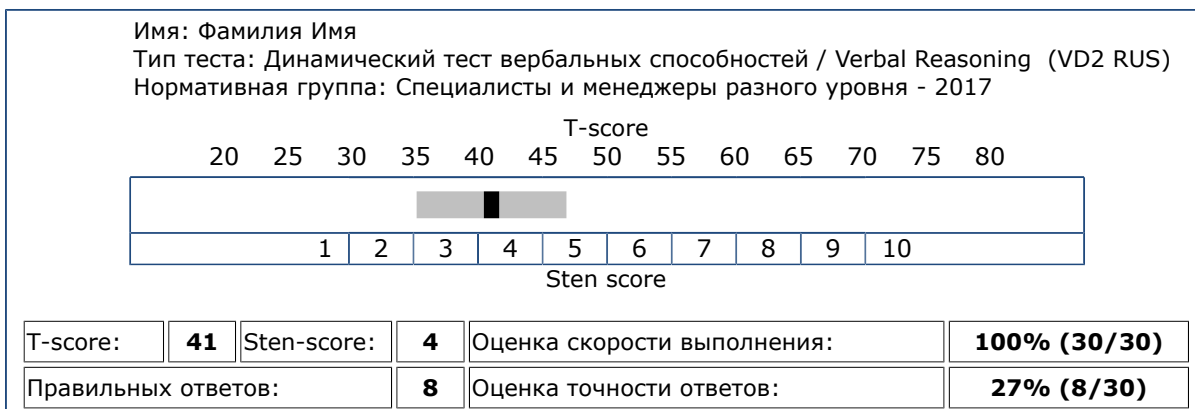 Имя: Фамилия Имя
Тип теста: Динамический тест вербальных способностей / Verbal Reasoning (VD2 RUS)
Нормативная группа: Специалисты и менеджеры разного уровня - 2017
T-score
20 25 30 35 40 45 50 55 60 65 70 75 80
1 2 3 4 5 6 7 8 9 10
Sten score
T-score: 41 Sten-score: 4 Оценка скорости выполнения: 100% (30/30)
Правильных ответов: 8 Оценка точности ответов: 27% (8/30)